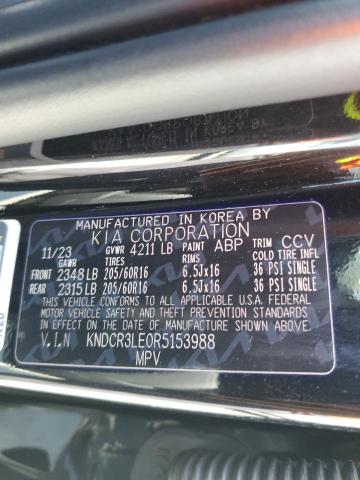 MANUFACTURED IN KOREA BY
KIA CORPORATION
11/23 GVWR 4211 LB PAINT ABP TRIM CCV
GAWR TIRES RIMS COLD TIRE INFL
FRONT 2348 LB 205/60R16 6.5Jx16 36 PSI SINGLE
REAR 2315 LB 205/60R16 6.5Jx16 36 PSI SINGLE
THIS VEHICLE CONFORMS TO ALL APPLICABLE U.S.A. FEDERAL
MOTOR VEHICLE SAFETY AND THEFT PREVENTION STANDARDS
IN EFFECT ON THE DATE OF MANUFACTURE SHOWN ABOVE.
V.I.N KNDCR3LE0R5153988
MPV